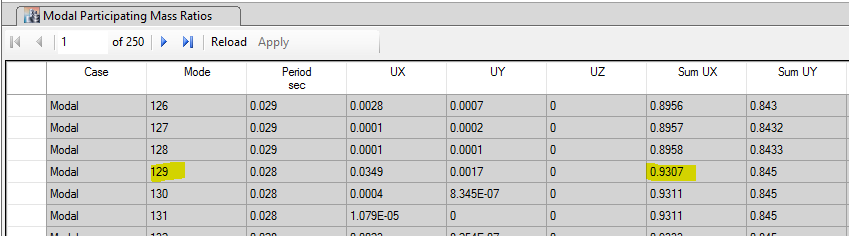 Modal Participating Mass Ratios
1 of 250 Reload Apply
Case Mode Period sec UX UY UZ Sum UX Sum UY
Modal 126 0.029 0.0028 0.0007 0 0.8956 0.843
Modal 127 0.029 0.0001 0.0002 0 0.8957 0.8432
Modal 128 0.029 0.0001 0.0001 0 0.8958 0.8433
Modal 129 0.028 0.0349 0.0017 0 0.9307 0.845
Modal 130 0.028 0.0004 8.345E-07 0 0.9311 0.845
Modal 131 0.028 1.079E-05 0 0 0.9311 0.845